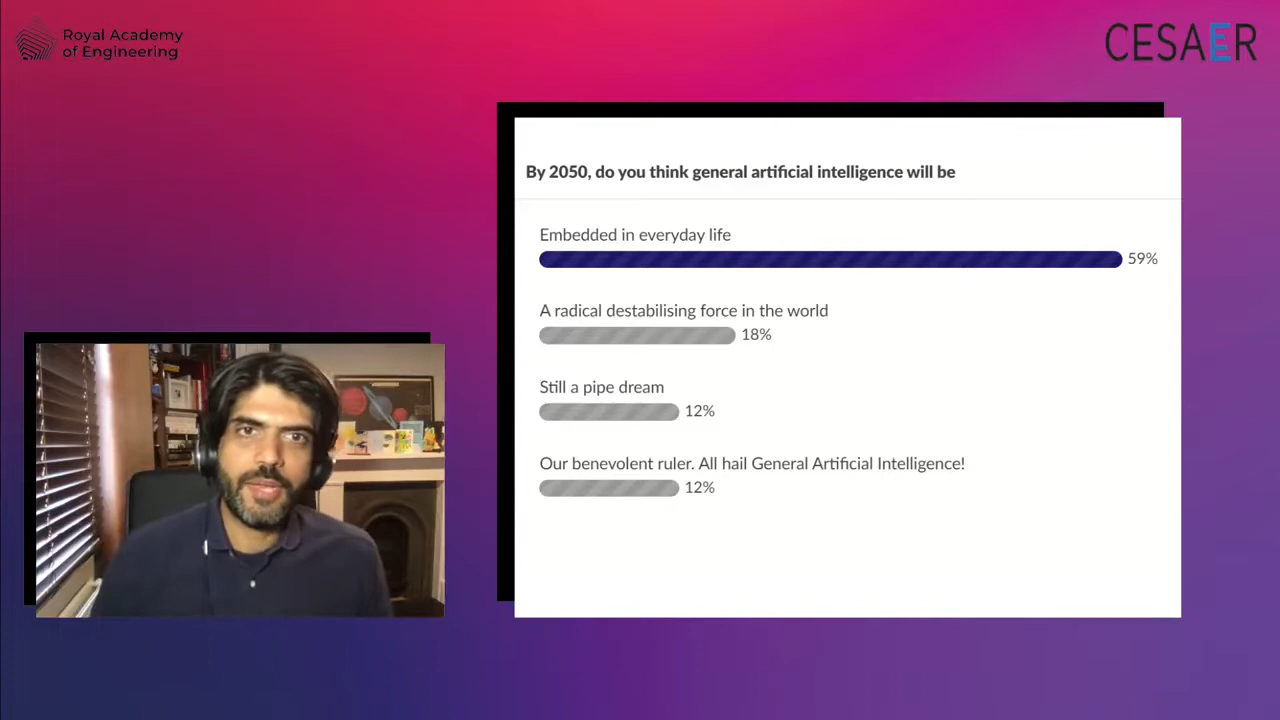 Royal Academy
of Engineering
CESAER
By 2050, do you think general artificial intelligence will be
Embedded in everyday life
59%
A radical destabilising force in the world
18%
Still a pipe dream
12%
Our benevolent ruler. All hail General Artificial Intelligence!
12%